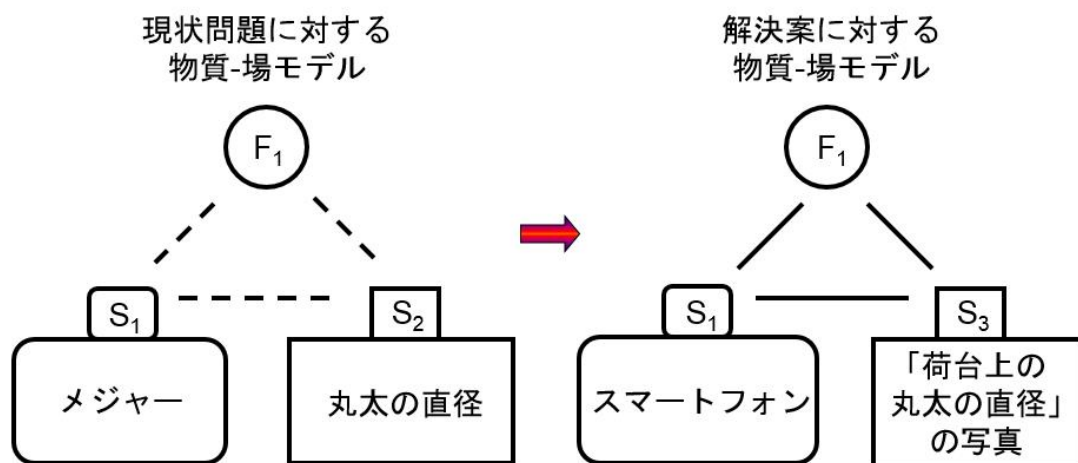 現状問題に対する
物質-場モデル
F₁
S₁
S₂
メジャー
丸太の直径
解決案に対する
物質-場モデル
F₁
S₁
S₃
スマートフォン
「荷台上の
丸太の直径」
の写真